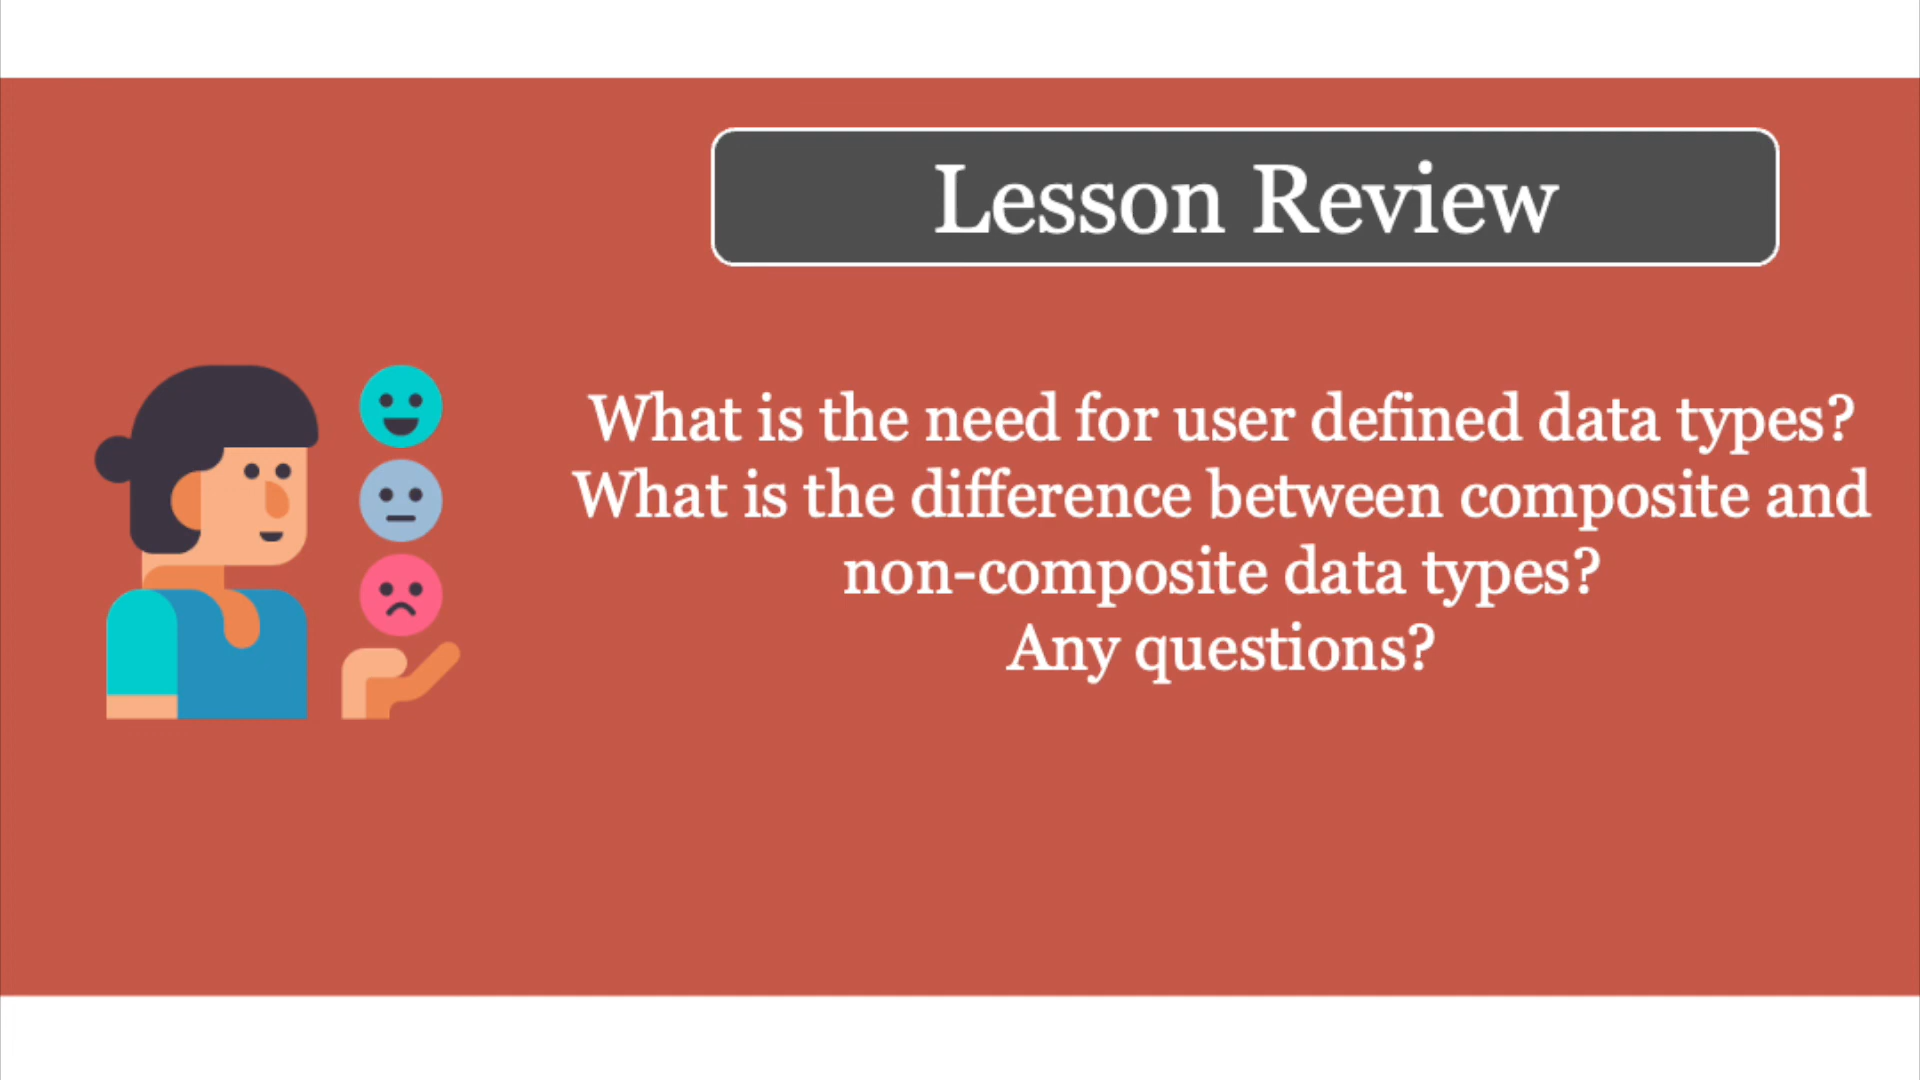 Lesson Review
What is the need for user defined data types?
What is the difference between composite and
non-composite data types?
Any questions?